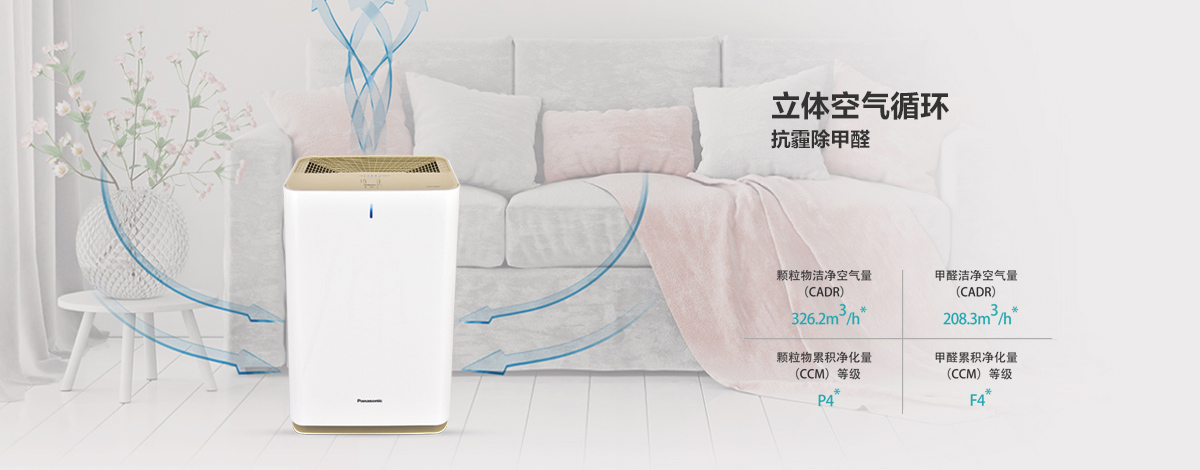 立体空气循环
抗霾除甲醛
颗粒物洁净空气量
（CADR）
326.2m³/h*
甲醛洁净空气量
（CADR）
208.3m³/h*
颗粒物累积净化量
（CCM）等级
P4*
甲醛累积净化量
（CCM）等级
F4*
Panasonic